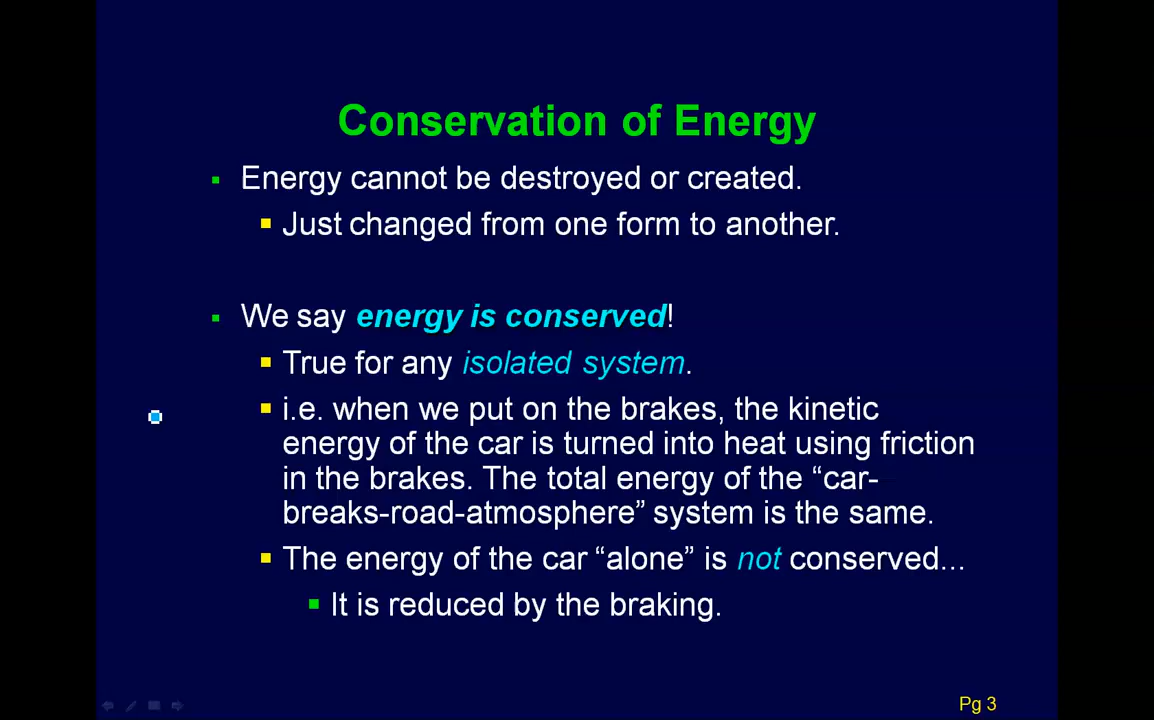 Conservation of Energy
Energy cannot be destroyed or created.
Just changed from one form to another.
We say energy is conserved!
True for any isolated system.
i.e. when we put on the brakes, the kinetic
energy of the car is turned into heat using friction
in the brakes. The total energy of the “car-
breaks-road-atmosphere” system is the same.
The energy of the car “alone” is not conserved...
It is reduced by the braking.
Pg 3